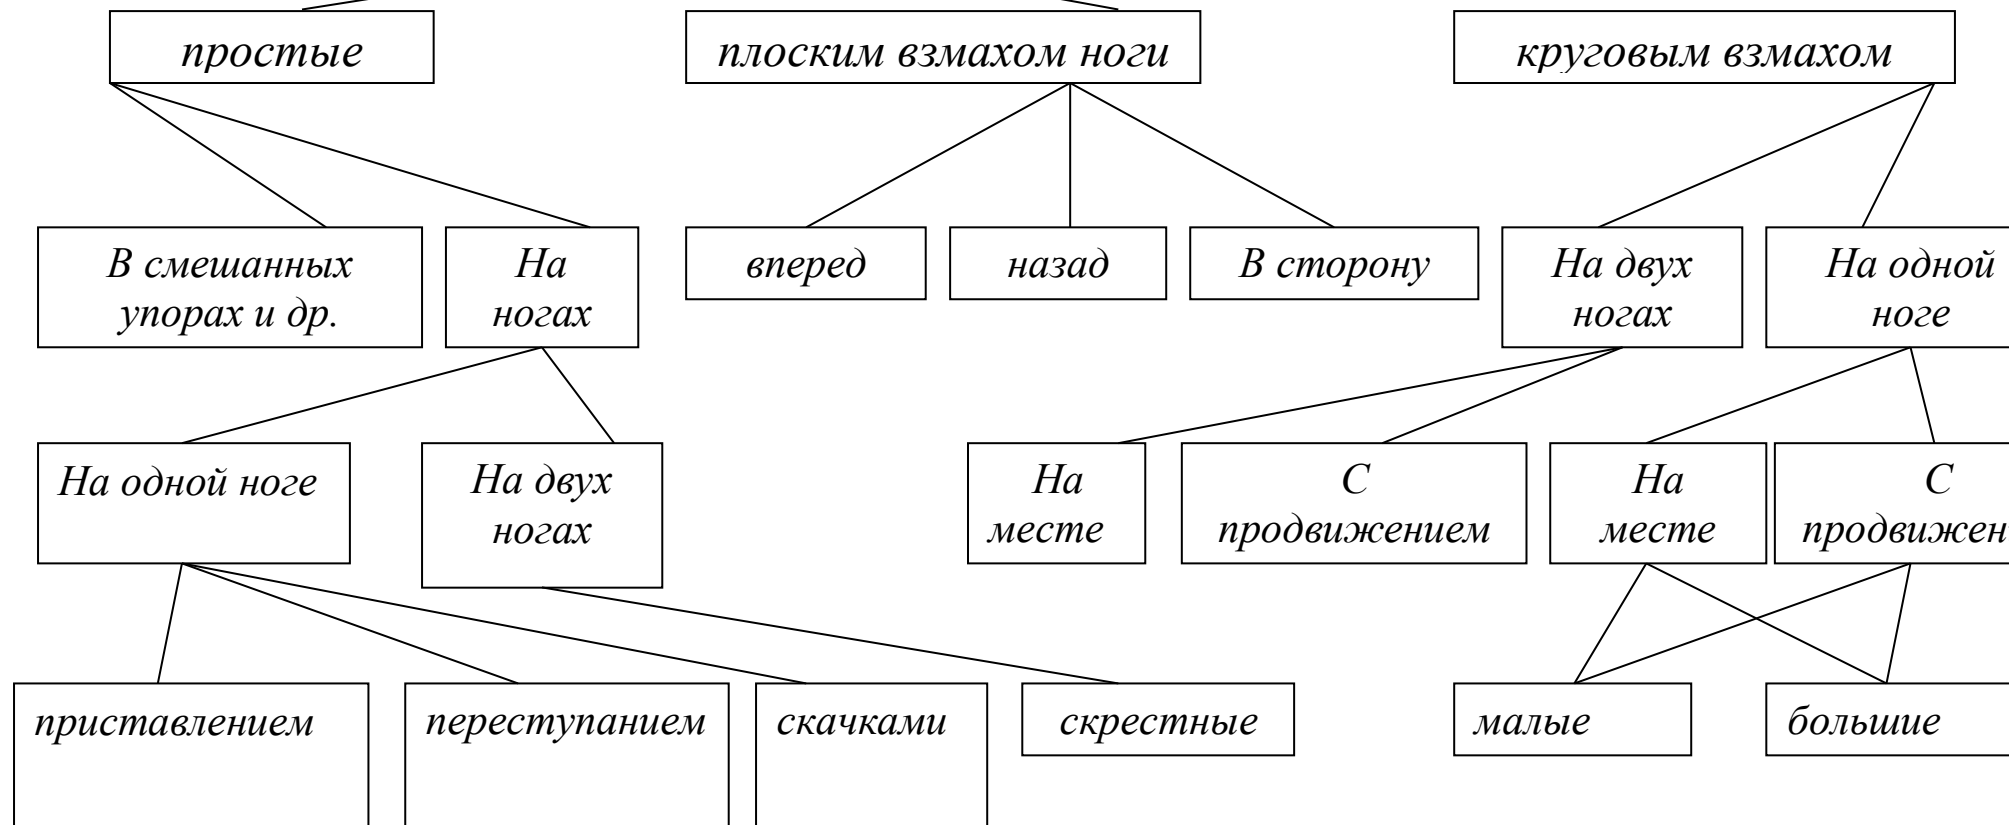 простые
плоским взмахом ноги
круговым взмахом
В смешанных
упорах и др.
На
ногах
вперед
назад
В сторону
На двух
ногах
На одной
ноге
На одной ноге
На двух
ногах
На
месте
С
продвижением
На
месте
С
продвижен
приставлением
переступанием
скачками
скрестные
малые
большие